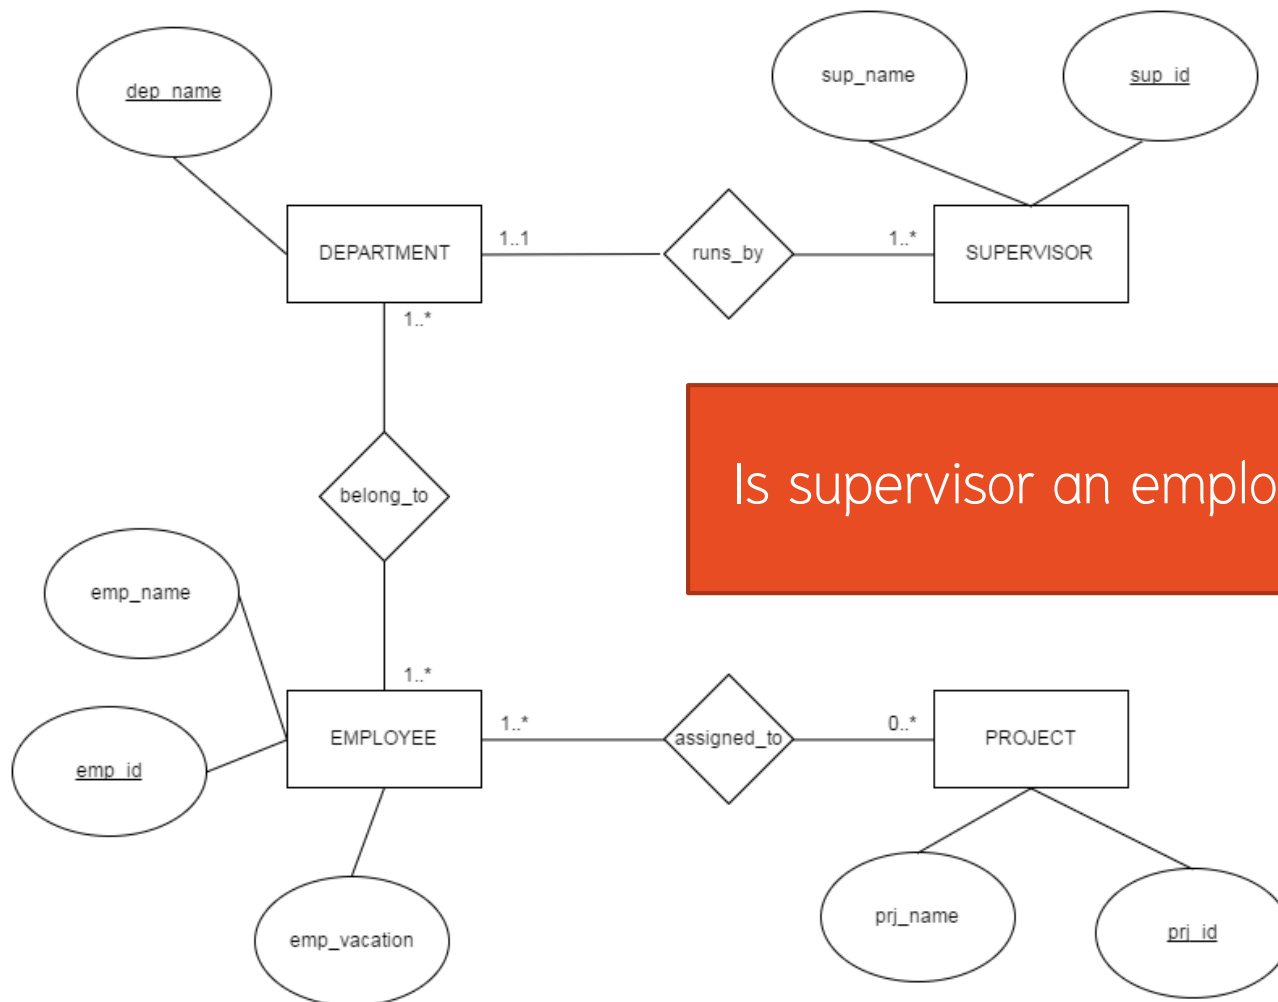 dep_name
sup_name
sup_id
DEPARTMENT
1..1
runs_by
1..*
SUPERVISOR
1..*
Is supervisor an emplo
belong_to
emp_name
1..*
EMPLOYEE
1..*
assigned_to
0..*
PROJECT
emp_id
prj_name
prj_id
emp_vacation